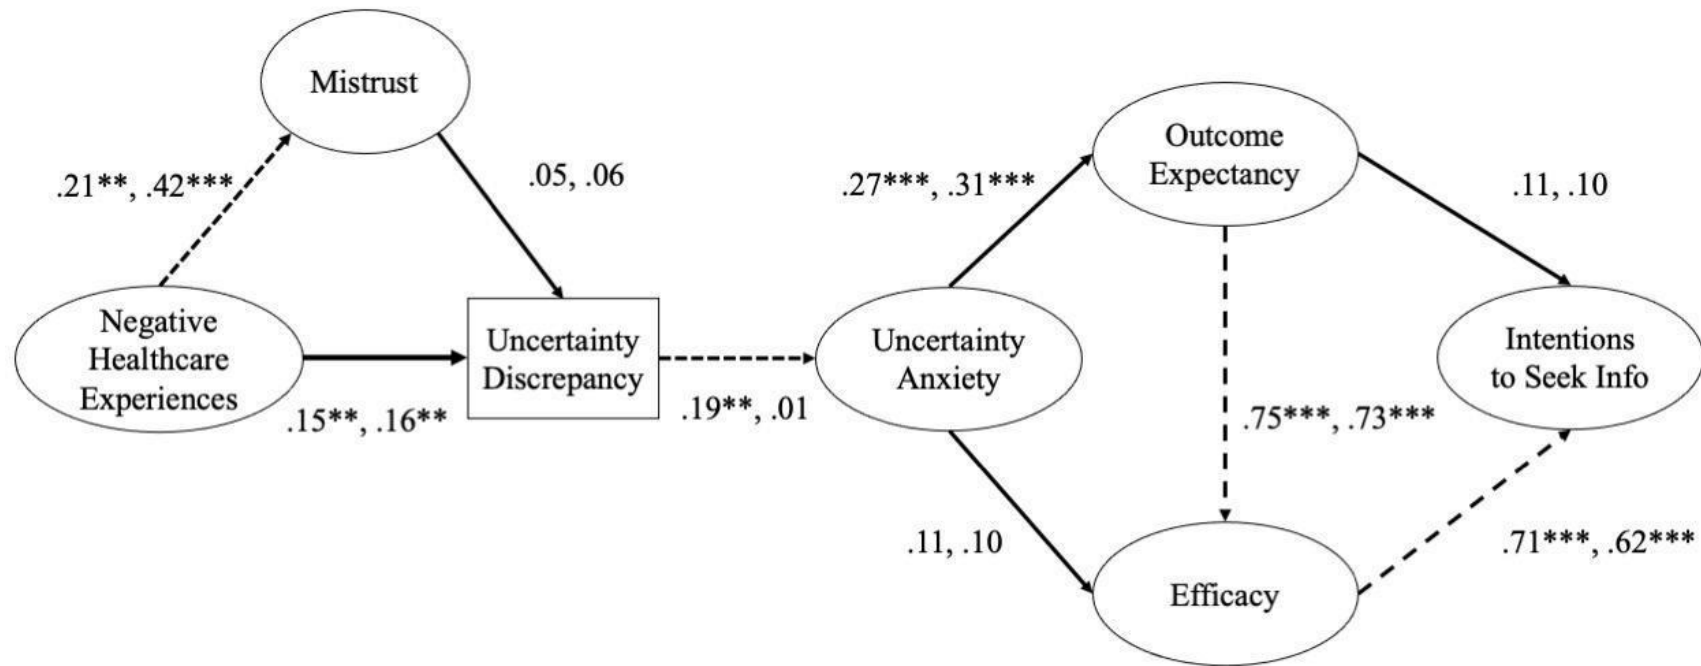 Mistrust
.21**, .42***
.05, .06
Negative
Healthcare
Experiences
.15**, .16**
Uncertainty
Discrepancy
.19**, .01
Uncertainty
Anxiety
.27***, .31***
Outcome
Expectancy
.11, .10
.75***, .73***
Intentions
to Seek Info
.11, .10
Efficacy
.71***, .62***